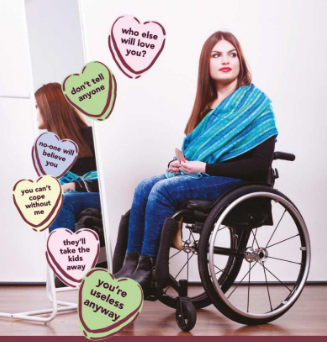 who else
will love
you?
don't tell
anyone
no-one will
believe
you
you can't
cope
without
me
they'll
take the
kids
away
you're
useless
anyway